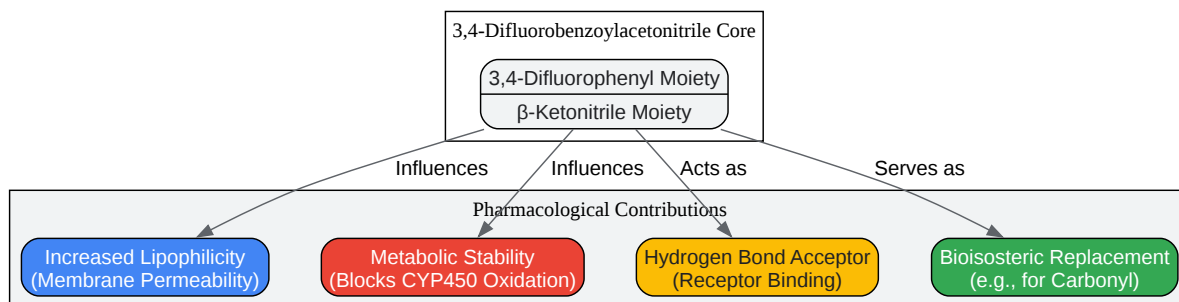 3,4-Difluorobenzoylacetonitrile Core
3,4-Difluorophenyl Moiety
β-Ketonitrile Moiety
Influences
Influences
Acts as
Serves as
Pharmacological Contributions
Increased Lipophilicity
(Membrane Permeability)
Metabolic Stability
(Blocks CYP450 Oxidation)
Hydrogen Bond Acceptor
(Receptor Binding)
Bioisosteric Replacement
(e.g., for Carbonyl)